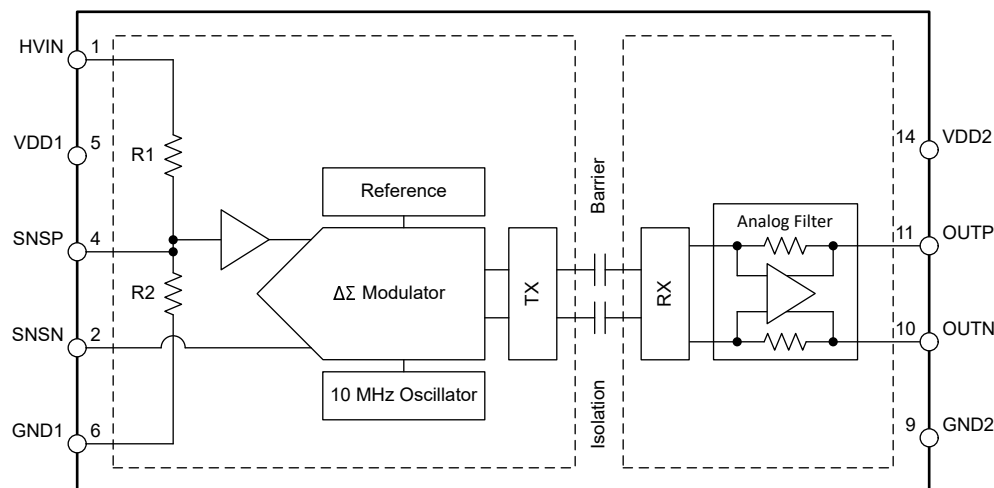 HVIN
1
VDD1
5
R1
SNSP
4
R2
SNSN
2
GND1
6
Reference
ΔΣ Modulator
10 MHz Oscillator
TX
Barrier
Isolation
RX
Analog Filter
14
VDD2
11
OUTP
10
OUTN
9
GND2